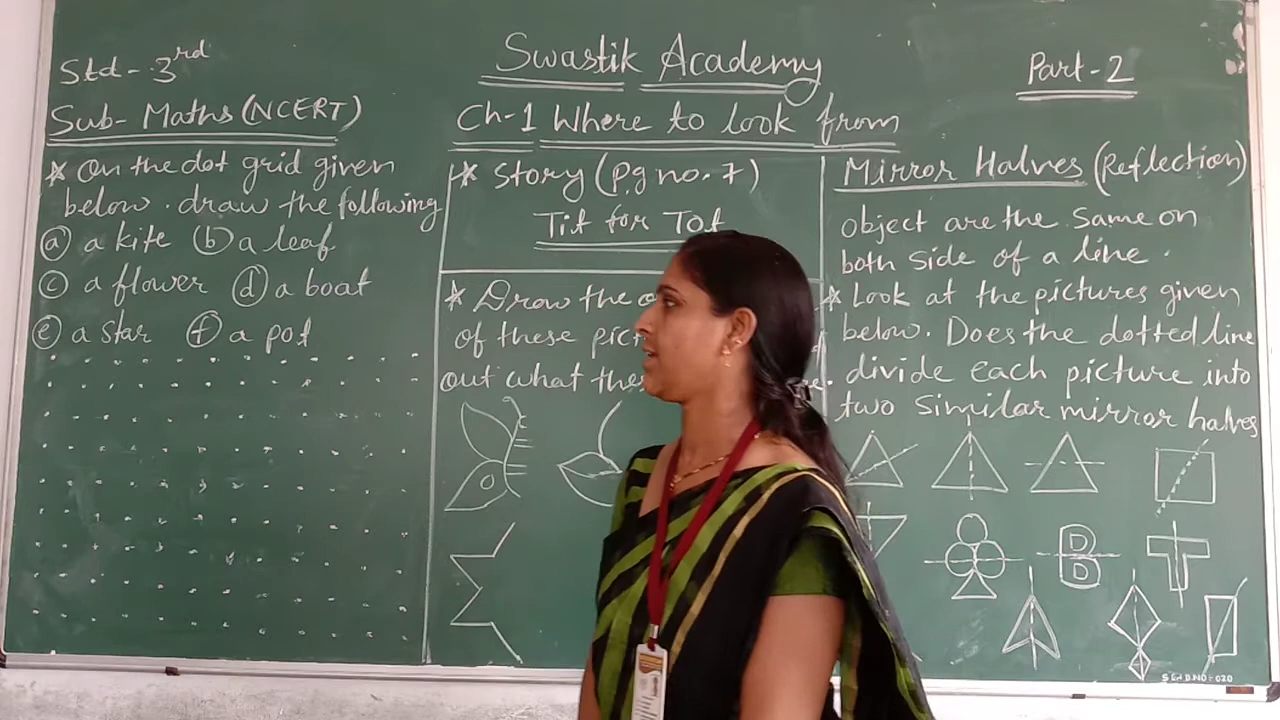 Std - 3rd
Swastik Academy
Part - 2
Sub - Maths (NCERT)
Ch-1 Where to look from
* On the dot grid given
below. draw the following
(a) a kite (b) a leaf
(c) a flower (d) a boat
(e) a star (f) a pot
* Story (Pg no. 7)
Tit for Tat
* Draw the
of these
out what
Mirror Halves (Reflection)
object are the same on
both side of a line.
* Look at the pictures given
below. Does the dotted line
divide each picture into
two similar mirror halves